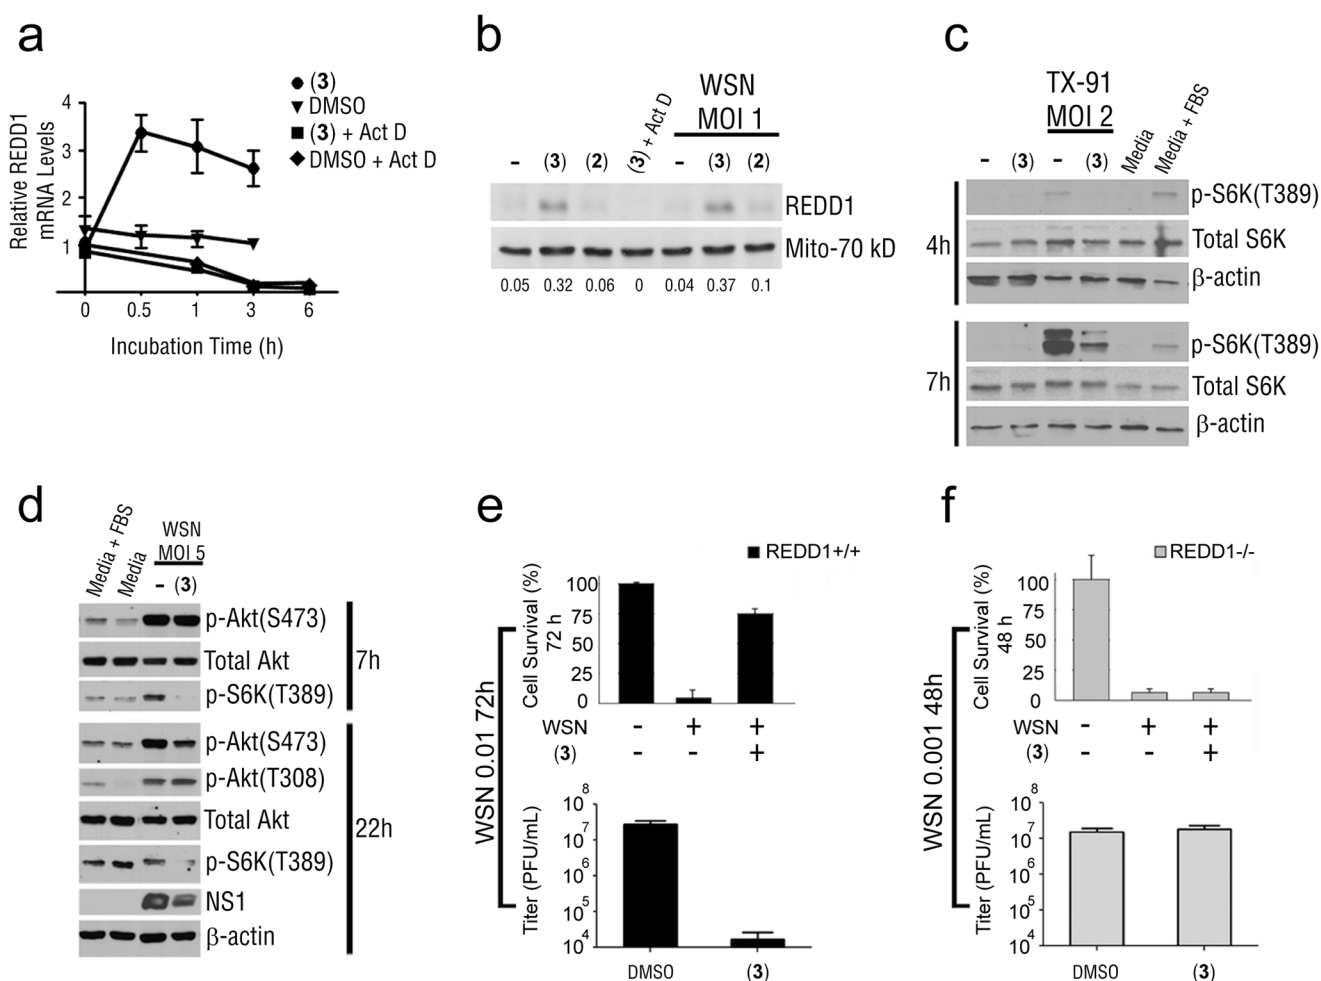 a
Relative REDD1
mRNA Levels
4
3
2
1
0 0.5 1 3 6
Incubation Time (h)
(3)
DMSO
(3) + Act D
DMSO + Act D
b
WSN
MOI 1
- (3) (2) (3) + Act D - (3) (2)
REDD1
Mito-70 kD
0.05 0.32 0.06 0 0.04 0.37 0.1
c
TX-91
MOI 2
- (3) - (3) Media Media + FBS
4h
p-S6K(T389)
Total S6K
β-actin
7h
p-S6K(T389)
Total S6K
β-actin
d
WSN
MOI 5
Media + FBS Media - (3)
p-Akt(S473)
Total Akt
p-S6K(T389)
7h
p-Akt(S473)
p-Akt(T308)
Total Akt
p-S6K(T389)
NS1
β-actin
22h
e
REDD1+/+
WSN 0.01 72h
Cell Survival (%)
72 h
100
75
50
25
0
WSN - + +
(3) - - +
Titer (PFU/mL)
10^8
10^7
10^6
10^5
10^4
DMSO (3)
f
REDD1-/-
WSN 0.001 48h
Cell Survival (%)
48 h
100
75
50
25
0
WSN - + +
(3) - - +
Titer (PFU/mL)
10^8
10^7
10^6
10^5
10^4
DMSO (3)